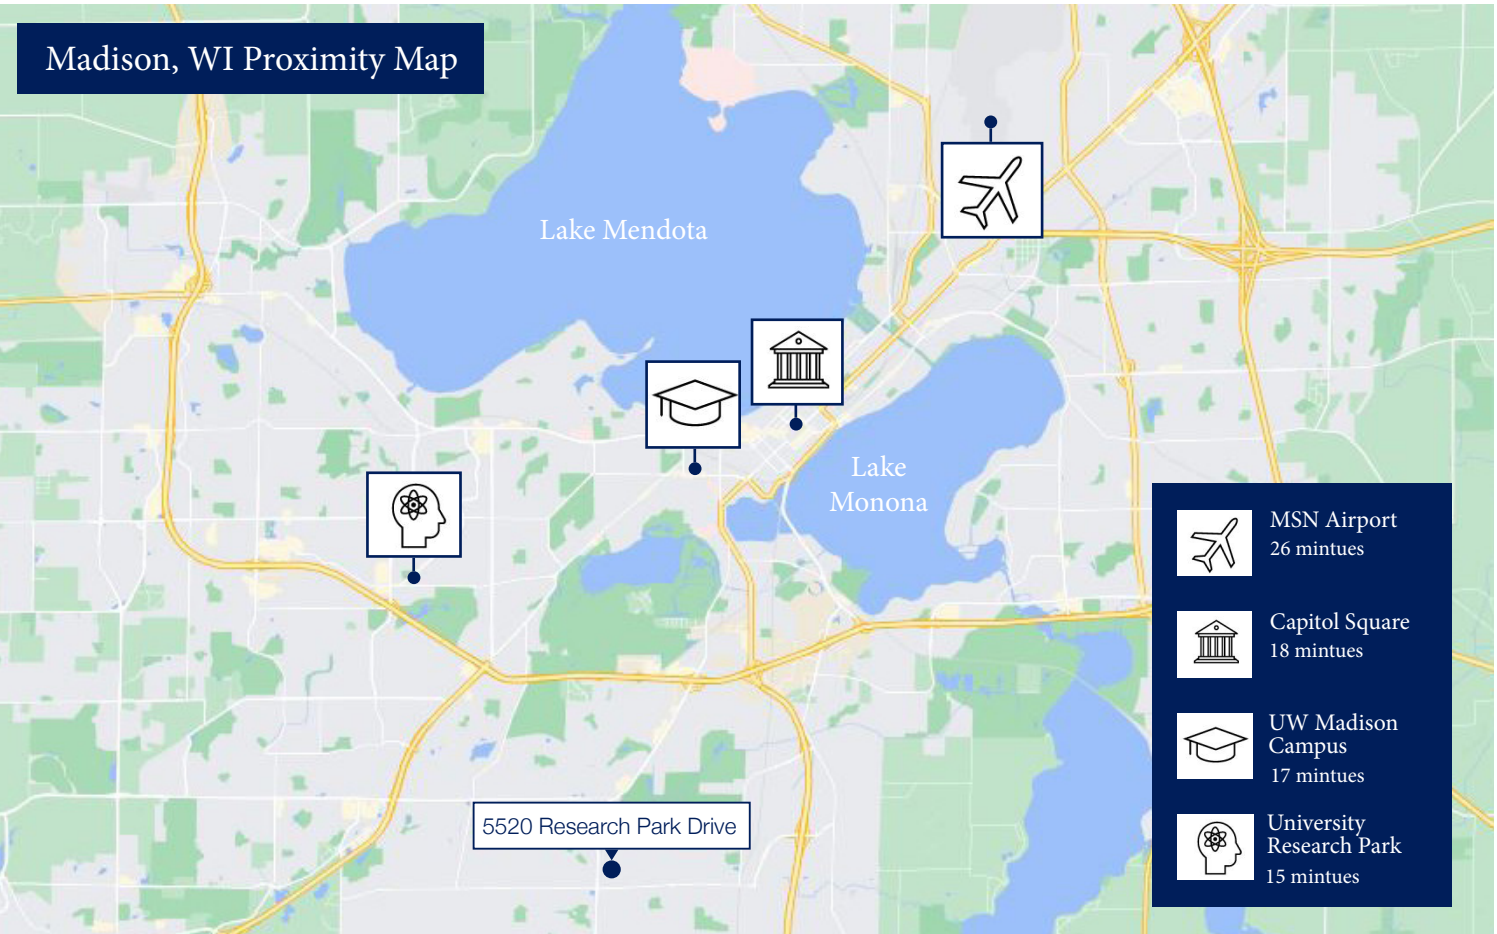 Madison, WI Proximity Map
Lake Mendota
Lake
Monona
5520 Research Park Drive
MSN Airport
26 mintues
Capitol Square
18 mintues
UW Madison
Campus
17 mintues
University
Research Park
15 mintues